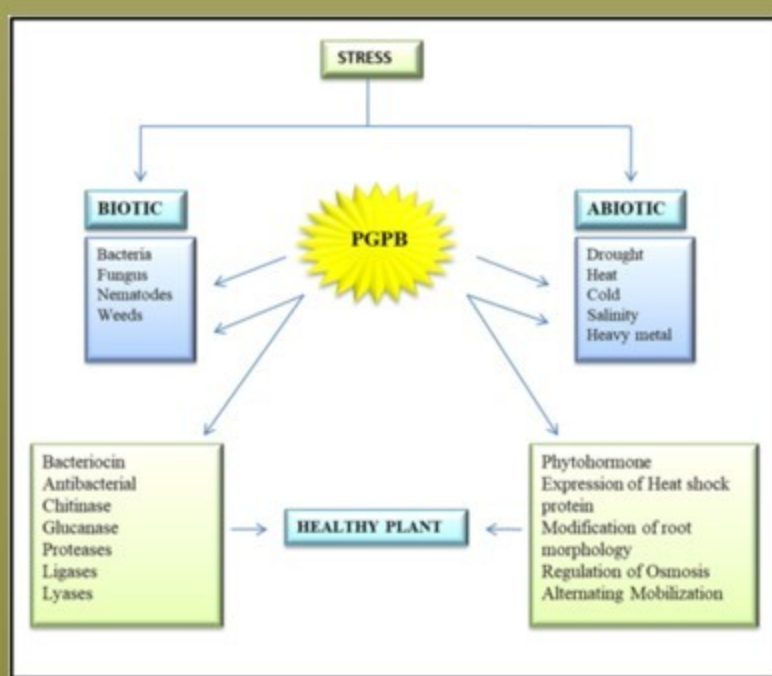 STRESS
BIOTIC
PGPB
ABIOTIC
Bacteria
Fungus
Nematodes
Weeds
Drought
Heat
Cold
Salinity
Heavy metal
Bacteriocin
Antibacterial
Chitinase
Glucanase
Proteases
Ligases
Lyases
HEALTHY PLANT
Phytohormone
Expression of Heat shock
protein
Modification of root
morphology
Regulation of Osmosis
Alternating Mobilization